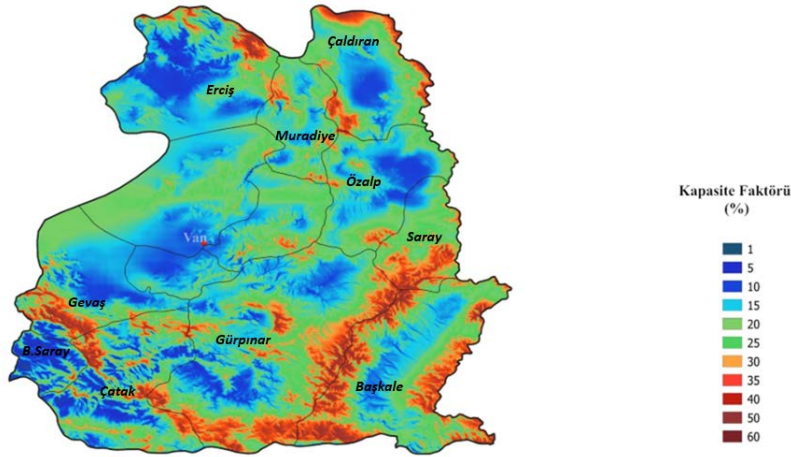 Çaldıran
Erciş
Muradiye
Özalp
Van
Saray
Gevaş
Gürpınar
B.Saray
Çatak
Başkale
Kapasite Faktörü
(%)
1
5
10
15
20
25
30
35
40
50
60